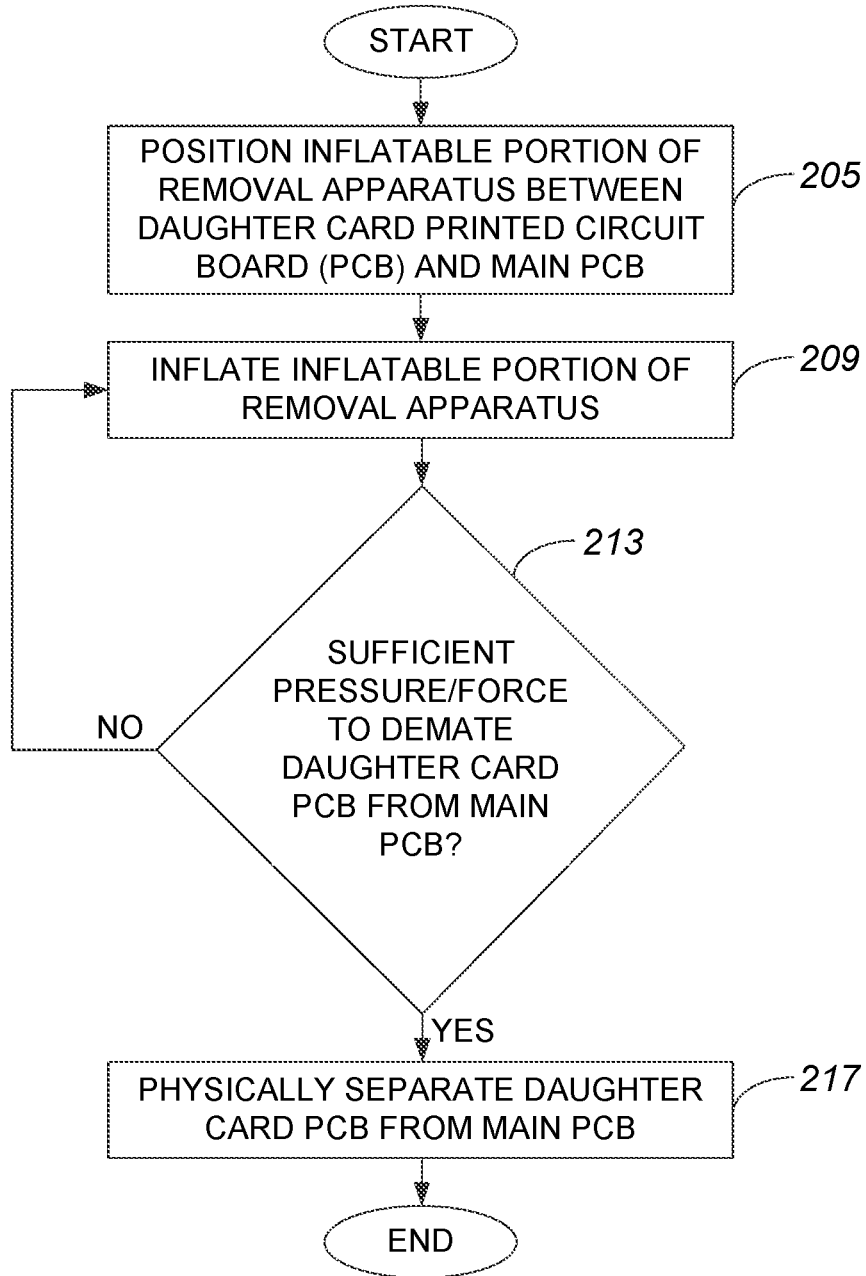 START
POSITION INFLATABLE PORTION OF
REMOVAL APPARATUS BETWEEN
DAUGHTER CARD PRINTED CIRCUIT
BOARD (PCB) AND MAIN PCB
205
INFLATE INFLATABLE PORTION OF
REMOVAL APPARATUS
209
213
SUFFICIENT
PRESSURE/FORCE
TO DEMATE
DAUGHTER CARD
PCB FROM MAIN
PCB?
NO
YES
PHYSICALLY SEPARATE DAUGHTER
CARD PCB FROM MAIN PCB
217
END